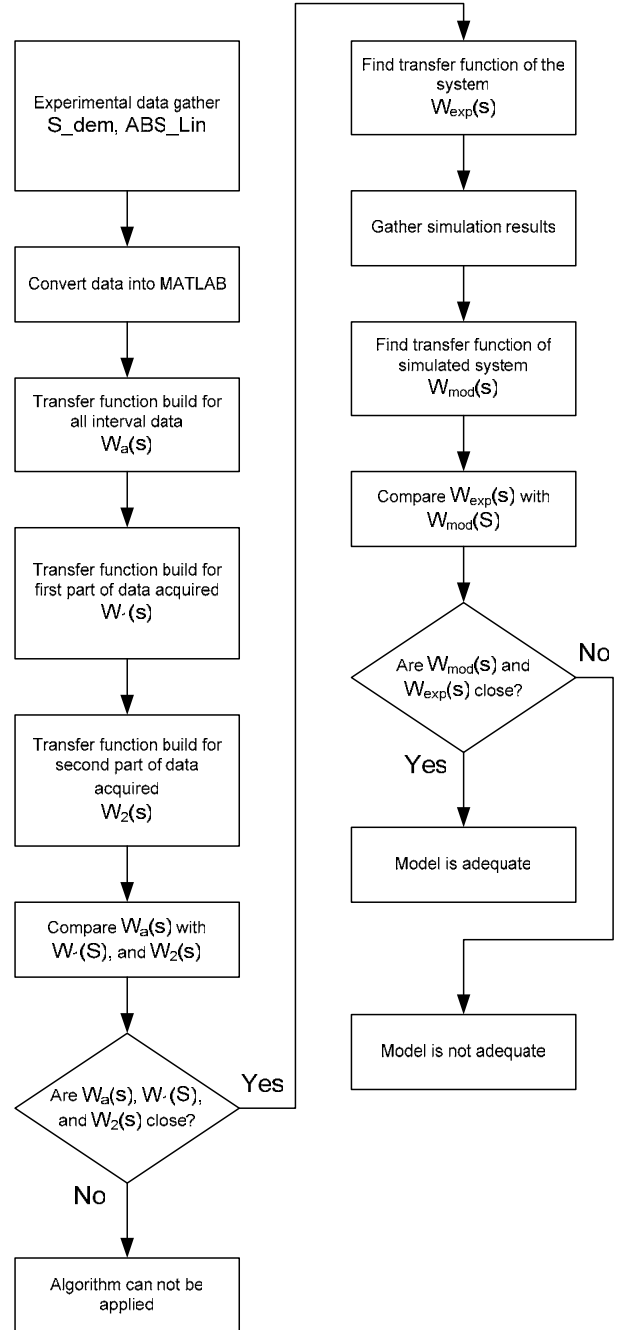 Experimental data gather
S_dem, ABS_Lin
Convert data into MATLAB
Transfer function build for
all interval data
Wa(s)
Transfer function build for
first part of data acquired
W-(s)
Transfer function build for
second part of data
acquired
W2(s)
Compare Wa(s) with
W-(S), and W2(s)
Are Wa(s), W-(S),
and W2(s) close?
Yes
No
Algorithm can not be
applied
Find transfer function of the
system
Wexp(s)
Gather simulation results
Find transfer function of
simulated system
Wmod(s)
Compare Wexp(s) with
Wmod(S)
Are Wmod(s) and
Wexp(s) close?
No
Yes
Model is adequate
Model is not adequate